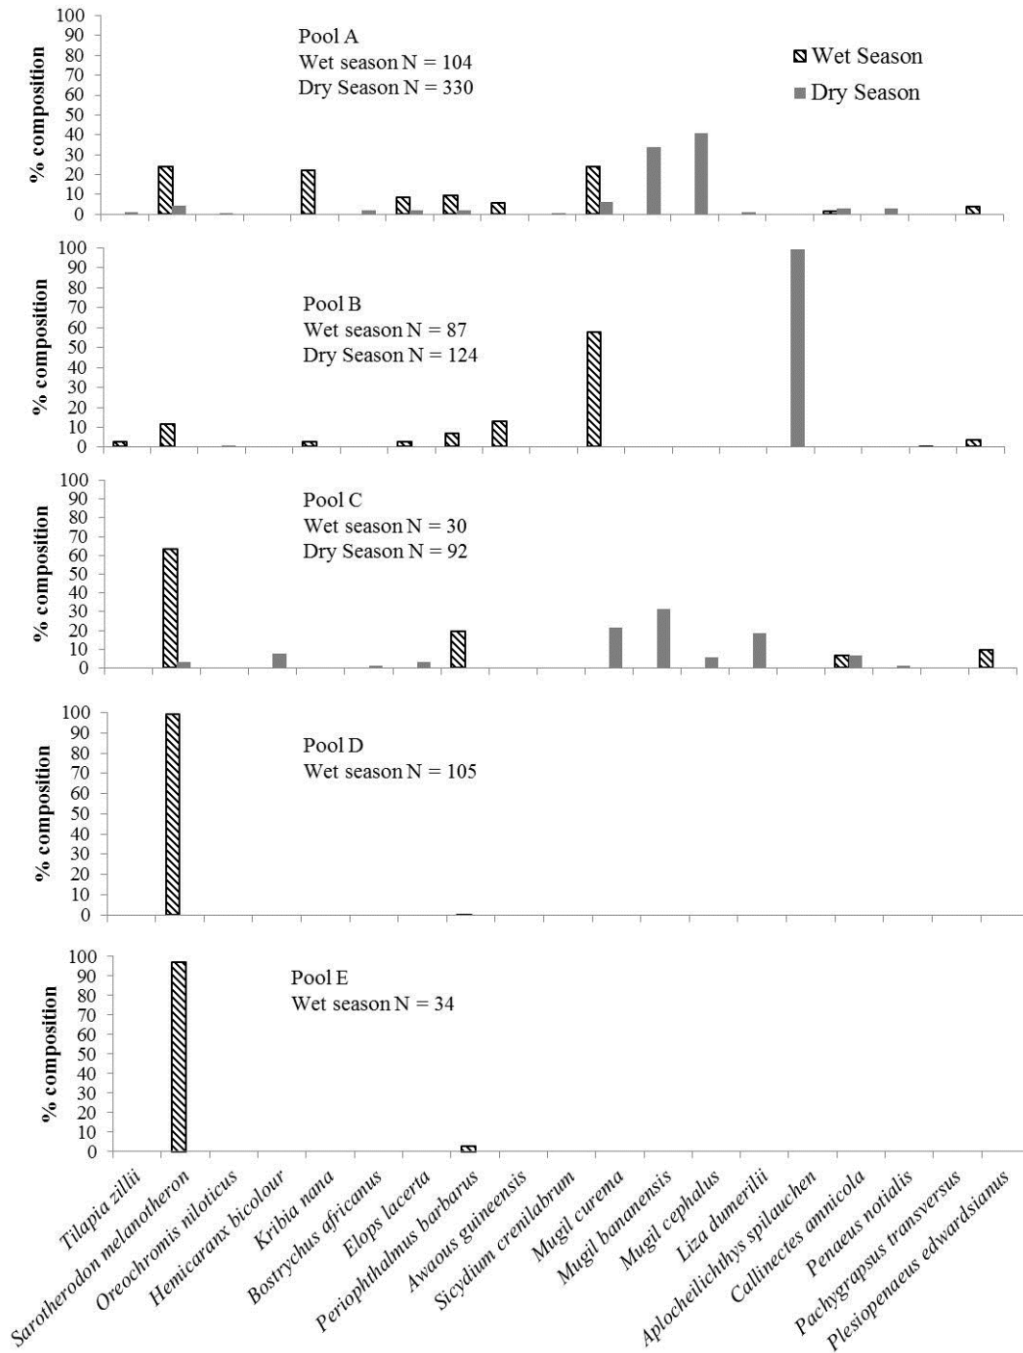 100
90
80
70
60
50
40
30
20
10
0
% composition
Pool A
Wet season N = 104
Dry Season N = 330
Wet Season
Dry Season
100
90
80
70
60
50
40
30
20
10
0
% composition
Pool B
Wet season N = 87
Dry Season N = 124
100
90
80
70
60
50
40
30
20
10
0
% composition
Pool C
Wet season N = 30
Dry Season N = 92
100
90
80
70
60
50
40
30
20
10
0
% composition
Pool D
Wet season N = 105
100
90
80
70
60
50
40
30
20
10
0
% composition
Pool E
Wet season N = 34
Tilapia zillii
Sarotherodon melanotheron
Oreochromis niloticus
Hemicaranx bicolour
Kribia nana
Bostrychus africanus
Elops lacerta
Periophthalmus barbarus
Awaous guineensis
Sicydium crenilabrum
Mugil curema
Mugil bananensis
Mugil cephalus
Liza dumerilii
Aplocheilichthys spilauchen
Callinectes amnicola
Penaeus notialis
Pachygrapsus transversus
Plesiopenaeus edwardsianus